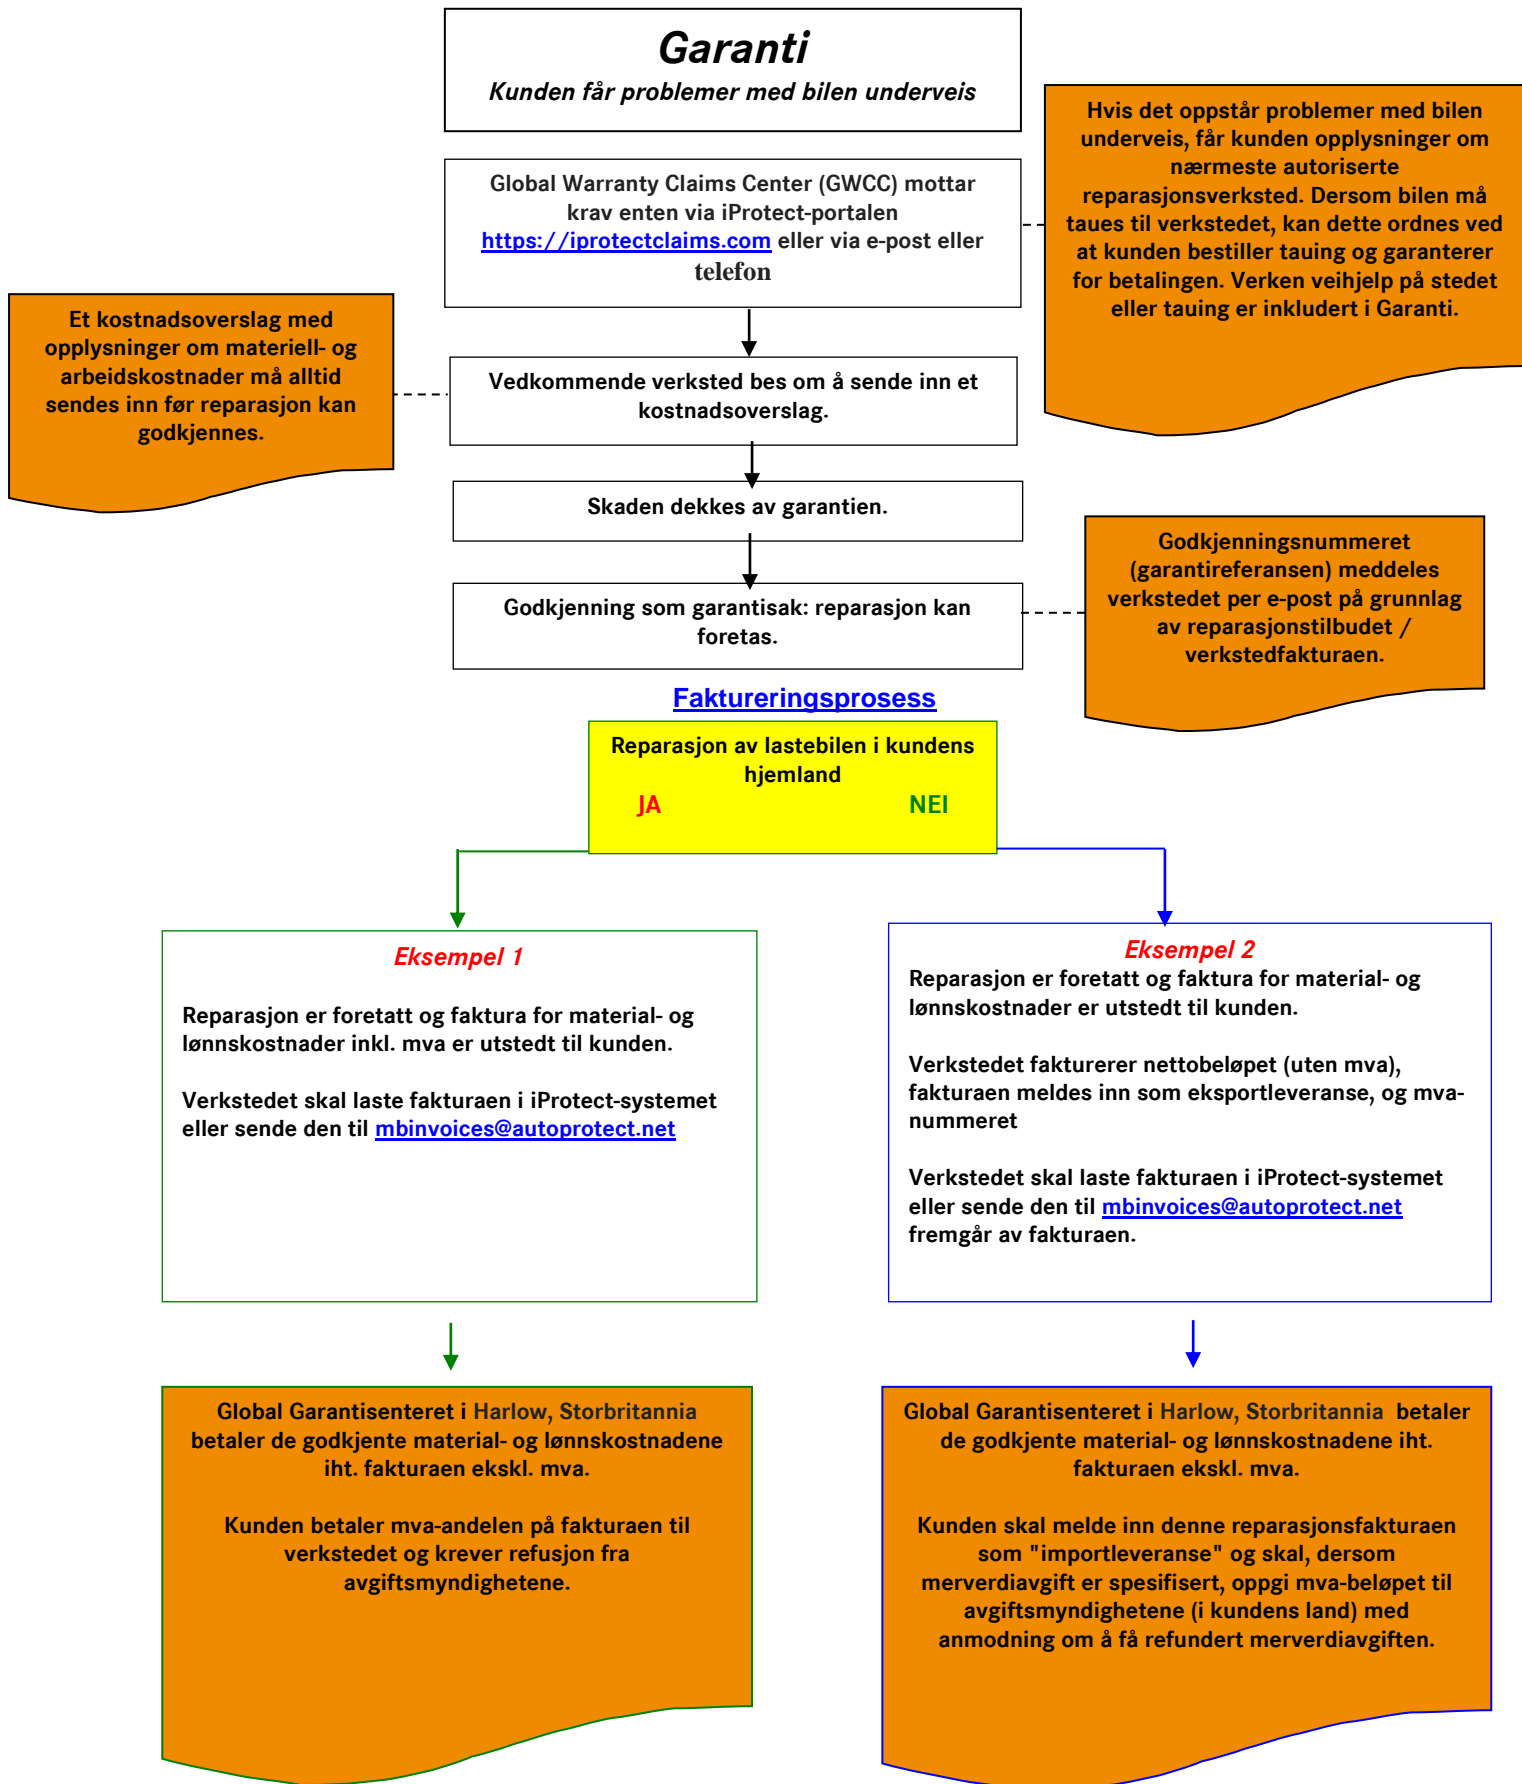 Garanti
Kunden får problemer med bilen underveis
Hvis det oppstår problemer med bilen
underveis, får kunden opplysninger om
nærmeste autoriserte
reparasjonsverksted. Dersom bilen må
taues til verkstedet, kan dette ordnes ved
at kunden bestiller tauing og garanterer
for betalingen. Verken veihjelp på stedet
eller tauing er inkludert i Garanti.
Global Warranty Claims Center (GWCC) mottar
krav enten via iProtect-portalen
https://iprotectclaims.com eller via e-post eller
telefon
Et kostnadsoverslag med
opplysninger om materiell- og
arbeidskostnader må alltid
sendes inn før reparasjon kan
godkjennes.
Vedkommende verksted bes om å sende inn et
kostnadsoverslag.
Skaden dekkes av garantien.
Godkjenningsnummeret
(garantireferansen) meddeles
verkstedet per e-post på grunnlag
av reparasjonstilbudet /
verkstedfakturaen.
Godkjenning som garantisak: reparasjon kan
foretas.
Faktureringsprosess
Reparasjon av lastebilen i kundens
hjemland
JA NEI
Eksempel 1
Reparasjon er foretatt og faktura for material- og
lønnskostnader inkl. mva er utstedt til kunden.
Verkstedet skal laste fakturaen i iProtect-systemet
eller sende den til mbinvoices@autoprotect.net
Eksempel 2
Reparasjon er foretatt og faktura for material- og
lønnskostnader er utstedt til kunden.
Verkstedet fakturerer nettobeløpet (uten mva),
fakturaen meldes inn som eksportleveranse, og mva-
nummeret
Verkstedet skal laste fakturaen i iProtect-systemet
eller sende den til mbinvoices@autoprotect.net
fremgår av fakturaen.
Global Garantisenteret i Harlow, Storbritannia
betaler de godkjente material- og lønnskostnadene
iht. fakturaen ekskl. mva.
Kunden betaler mva-andelen på fakturaen til
verkstedet og krever refusjon fra
avgiftsmyndighetene.
Global Garantisenteret i Harlow, Storbritannia betaler
de godkjente material- og lønnskostnadene iht.
fakturaen ekskl. mva.
Kunden skal melde inn denne reparasjonsfakturaen
som "importleveranse" og skal, dersom
merverdiavgift er spesifisert, oppgi mva-beløpet til
avgiftsmyndighetene (i kundens land) med
anmodning om å få refundert merverdiavgiften.